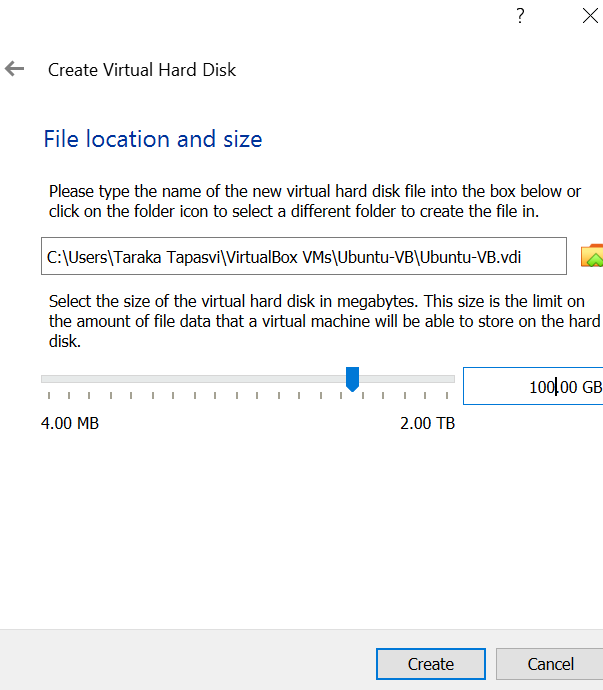 ?
Create Virtual Hard Disk
File location and size
Please type the name of the new virtual hard disk file into the box below or
click on the folder icon to select a different folder to create the file in.
C:\Users\Taraka Tapasvi\VirtualBox VMs\Ubuntu-VB\Ubuntu-VB.vdi
Select the size of the virtual hard disk in megabytes. This size is the limit on
the amount of file data that a virtual machine will be able to store on the hard
disk.
100.00 GB
4.00 MB
2.00 TB
Create
Cancel